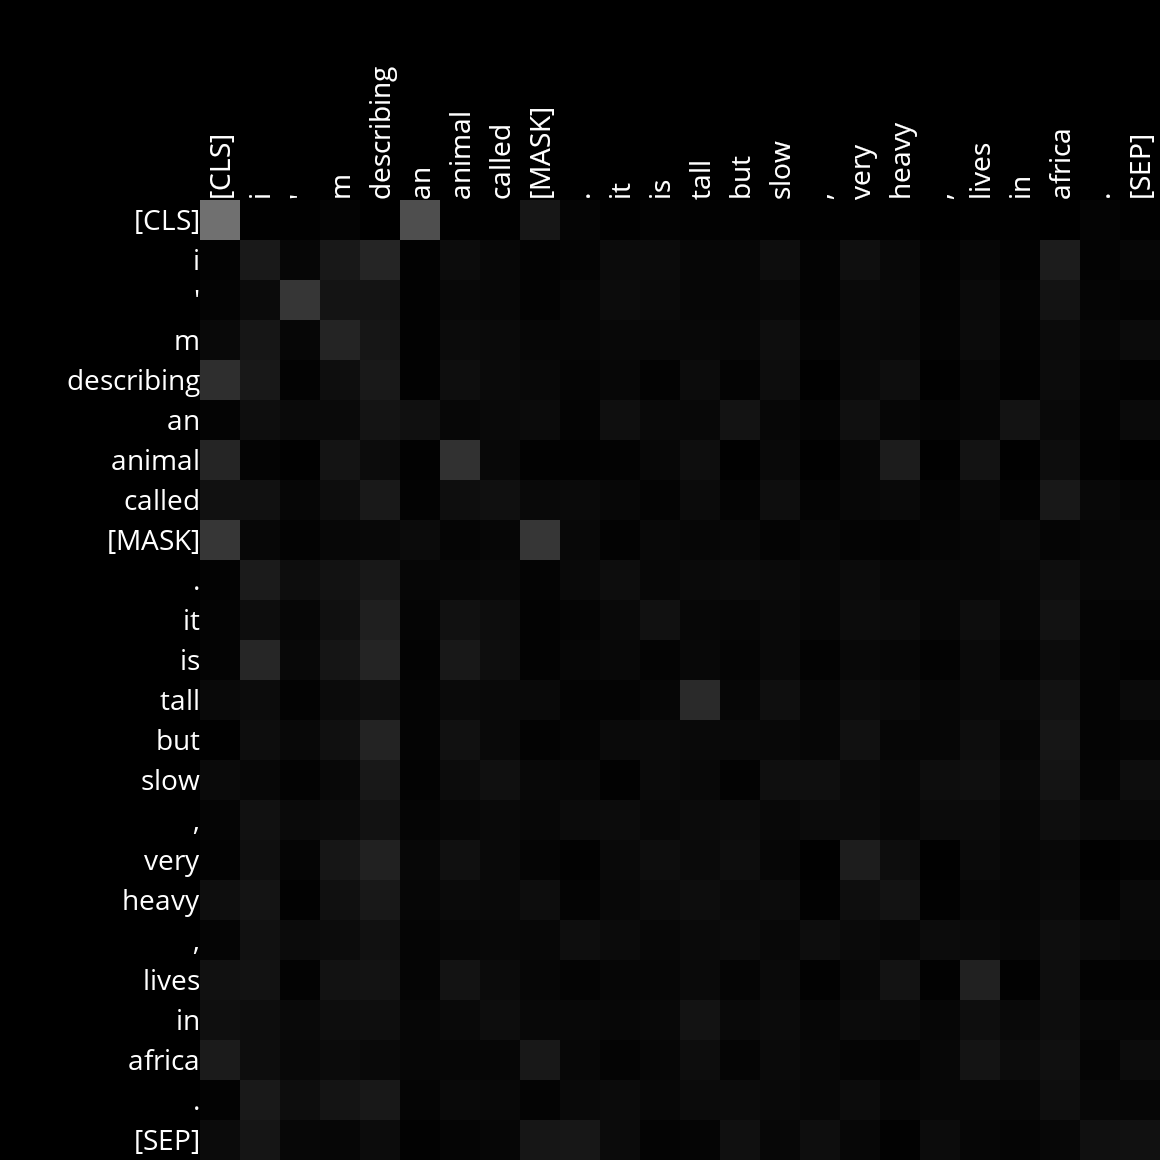 [CLS] i ' m describing an animal called [MASK] . it is tall but slow , very heavy , lives in africa . [SEP]
[CLS]
i
'
m
describing
an
animal
called
[MASK]
.
it
is
tall
but
slow
,
very
heavy
,
lives
in
africa
.
[SEP]